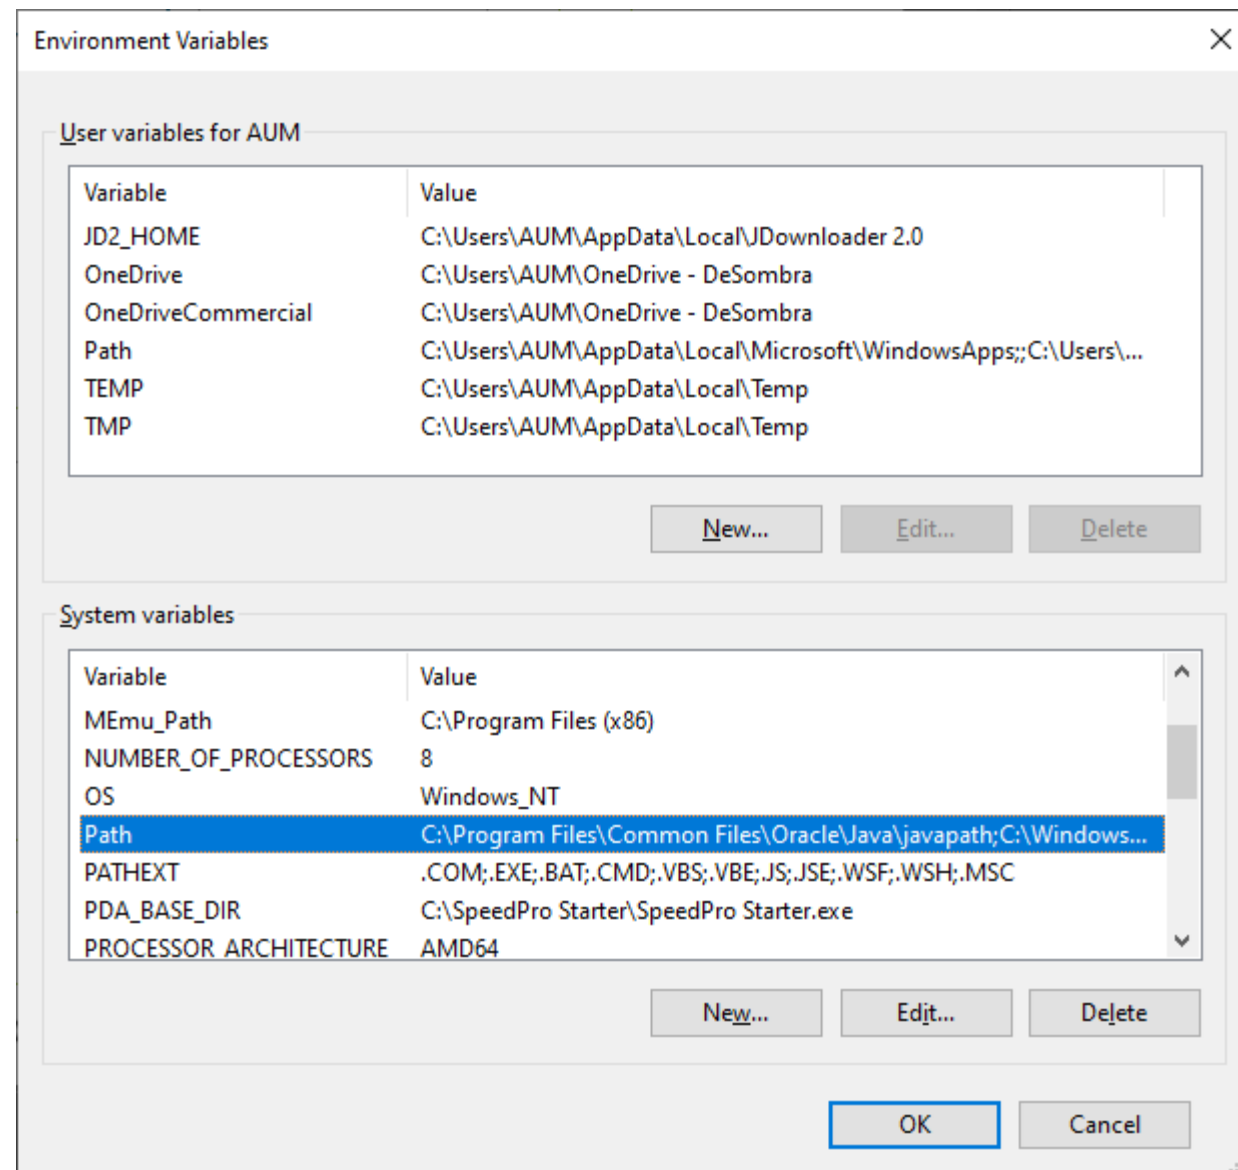 Environment Variables
User variables for AUM
Variable Value
JD2_HOME C:\Users\AUM\AppData\Local\JDownloader 2.0
OneDrive C:\Users\AUM\OneDrive - DeSombra
OneDriveCommercial C:\Users\AUM\OneDrive - DeSombra
Path C:\Users\AUM\AppData\Local\Microsoft\WindowsApps;;C:\Users\...
TEMP C:\Users\AUM\AppData\Local\Temp
TMP C:\Users\AUM\AppData\Local\Temp
New... Edit... Delete
System variables
Variable Value
MEmu_Path C:\Program Files (x86)
NUMBER_OF_PROCESSORS 8
OS Windows_NT
Path C:\Program Files\Common Files\Oracle\Java\javapath;C:\Windows...
PATHEXT .COM;.EXE;.BAT;.CMD;.VBS;.VBE;.JS;.JSE;.WSF;.WSH;.MSC
PDA_BASE_DIR C:\SpeedPro Starter\SpeedPro Starter.exe
PROCESSOR_ARCHITECTURE AMD64
New... Edit... Delete
OK Cancel